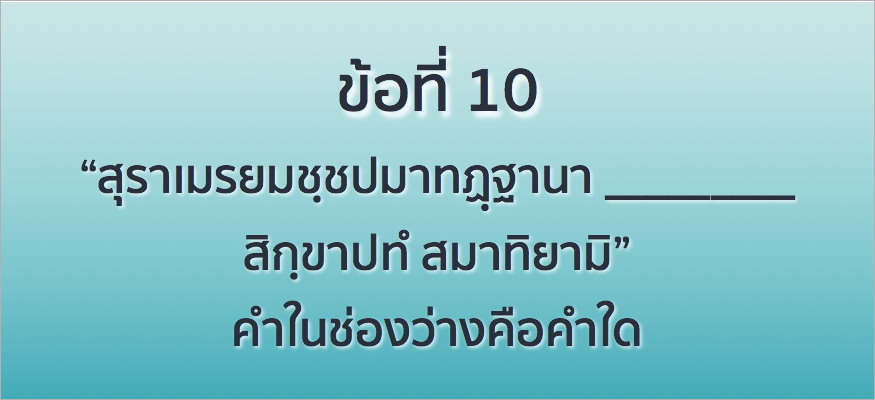 ข้อที่ 10
“สุราเมรยมชฺชปมาทฏฺฐานา _________
สิกฺขาปทํ สมาทิยามิ”
คำในช่องว่างคือคำใด